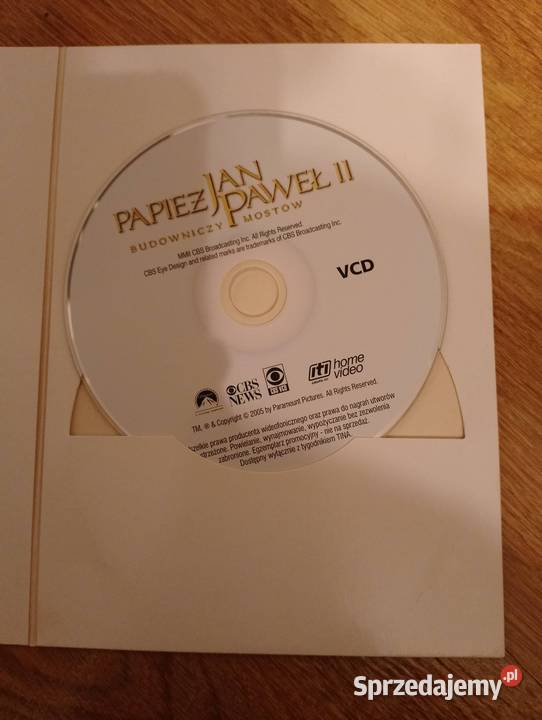 PAPIEŻ JAN PAWEŁ II
BUDOWNICZY MOSTÓW
MMII CBS Broadcasting Inc. All Rights Reserved.
CBS Eye Design and related marks are trademarks of CBS Broadcasting Inc.
VCD
CBS NEWS
CBS
iti home video
TM, ® & Copyright © 2005 by Paramount Pictures. All Rights Reserved.
prawa producenta wideofonicznego oraz prawa do nagrań utworów
Powielanie, wynajmowanie, wypożyczanie bez zezwolenia
zabronione. Egzemplarz promocyjny - nie na sprzedaż.
Dostępny wyłącznie z tygodnikiem TINA.
Sprzedajemy.pl